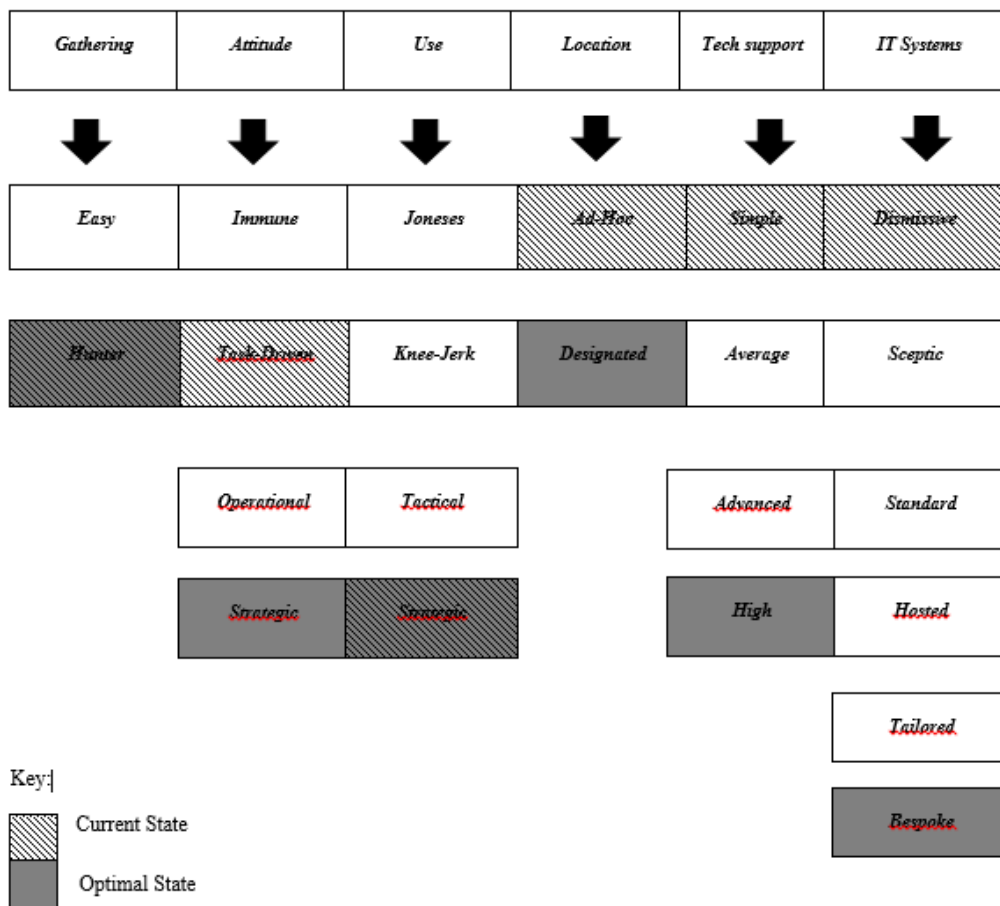 Gathering Attitude Use Location Tech support IT Systems
Easy Immune Joneses Ad-Hoc Simple Dismissive
Hunter Task-Driven Knee-Jerk Designated Average Sceptic
Operational Tactical Advanced Standard
Strategic Strategic High Hosted
Tailored
Key:
Bespoke
Current State
Optimal State